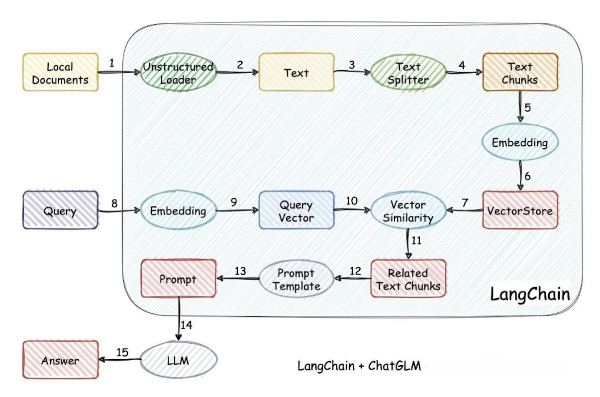 1
2
3
4
Local
Documents
Unstructured
Loader
Text
Text
Splitter
Text
Chunks
5
Embedding
6
8
9
10
7
Query
Embedding
Query
Vector
Vector
Similarity
VectorStore
11
13
12
Prompt
Prompt
Template
Related
Text Chunks
LangChain
14
15
Answer
LLM
LangChain + ChatGLM